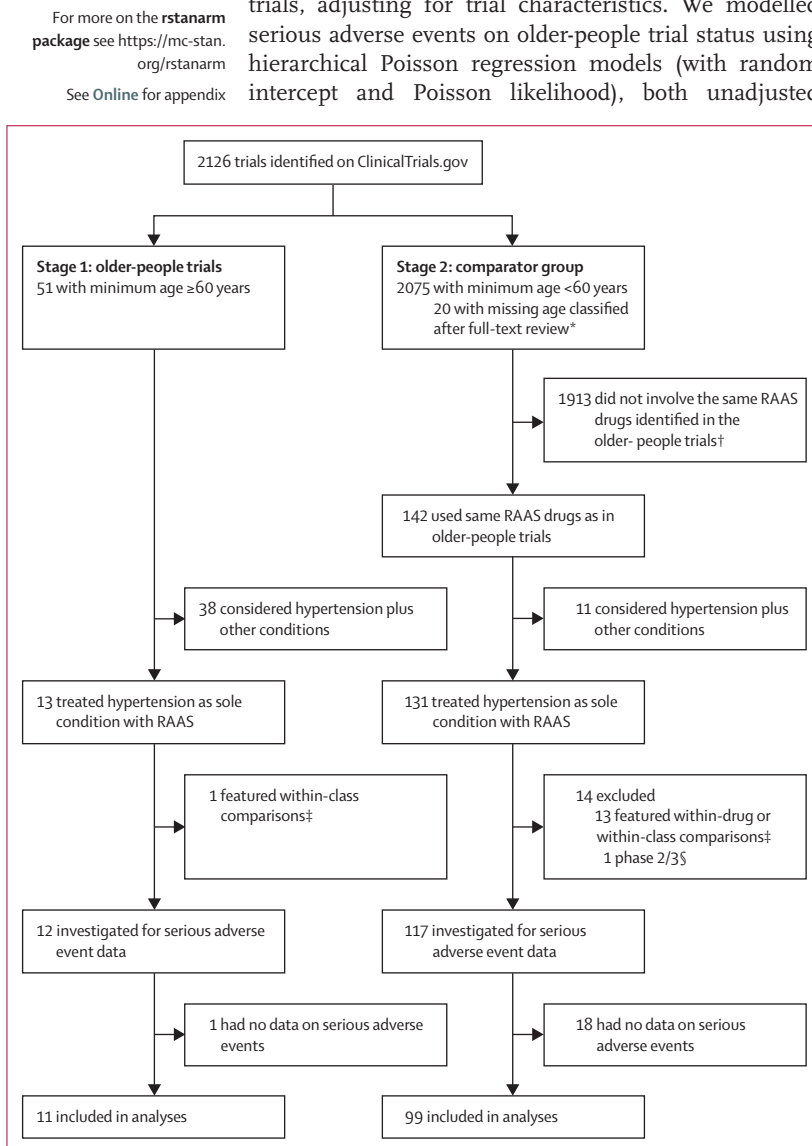 For more on the rstanarm
package see https://mc-stan.
org/rstanarm
See Online for appendix
trials, adjusting for trial characteristics. We modelled
serious adverse events on older-people trial status using
hierarchical Poisson regression models (with random
intercept and Poisson likelihood), both unadjusted
2126 trials identified on ClinicalTrials.gov
Stage 1: older-people trials
51 with minimum age ≥60 years
Stage 2: comparator group
2075 with minimum age <60 years
20 with missing age classified
after full-text review*
1913 did not involve the same RAAS
drugs identified in the
older- people trials†
142 used same RAAS drugs as in
older-people trials
38 considered hypertension plus
other conditions
11 considered hypertension plus
other conditions
13 treated hypertension as sole
condition with RAAS
131 treated hypertension as sole
condition with RAAS
1 featured within-class
comparisons‡
14 excluded
13 featured within-drug or
within-class comparisons‡
1 phase 2/3§
12 investigated for serious adverse
event data
117 investigated for serious
adverse event data
1 had no data on serious adverse
events
18 had no data on serious
adverse events
11 included in analyses
99 included in analyses